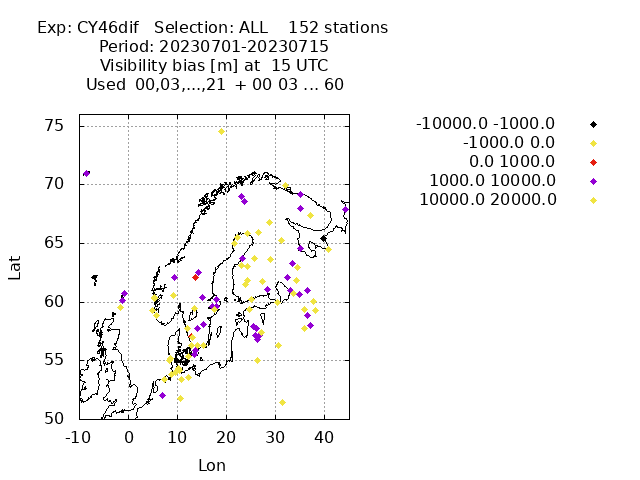 Exp: CY46dif   Selection: ALL    152 stations
Period: 20230701-20230715
Visibility bias [m] at  15 UTC
Used  00,03,...,21  + 00 03 ... 60
-10000.0 -1000.0
-1000.0 0.0
0.0 1000.0
1000.0 10000.0
10000.0 20000.0
75
70
65
60
55
50
Lat
-10 0 10 20 30 40
Lon